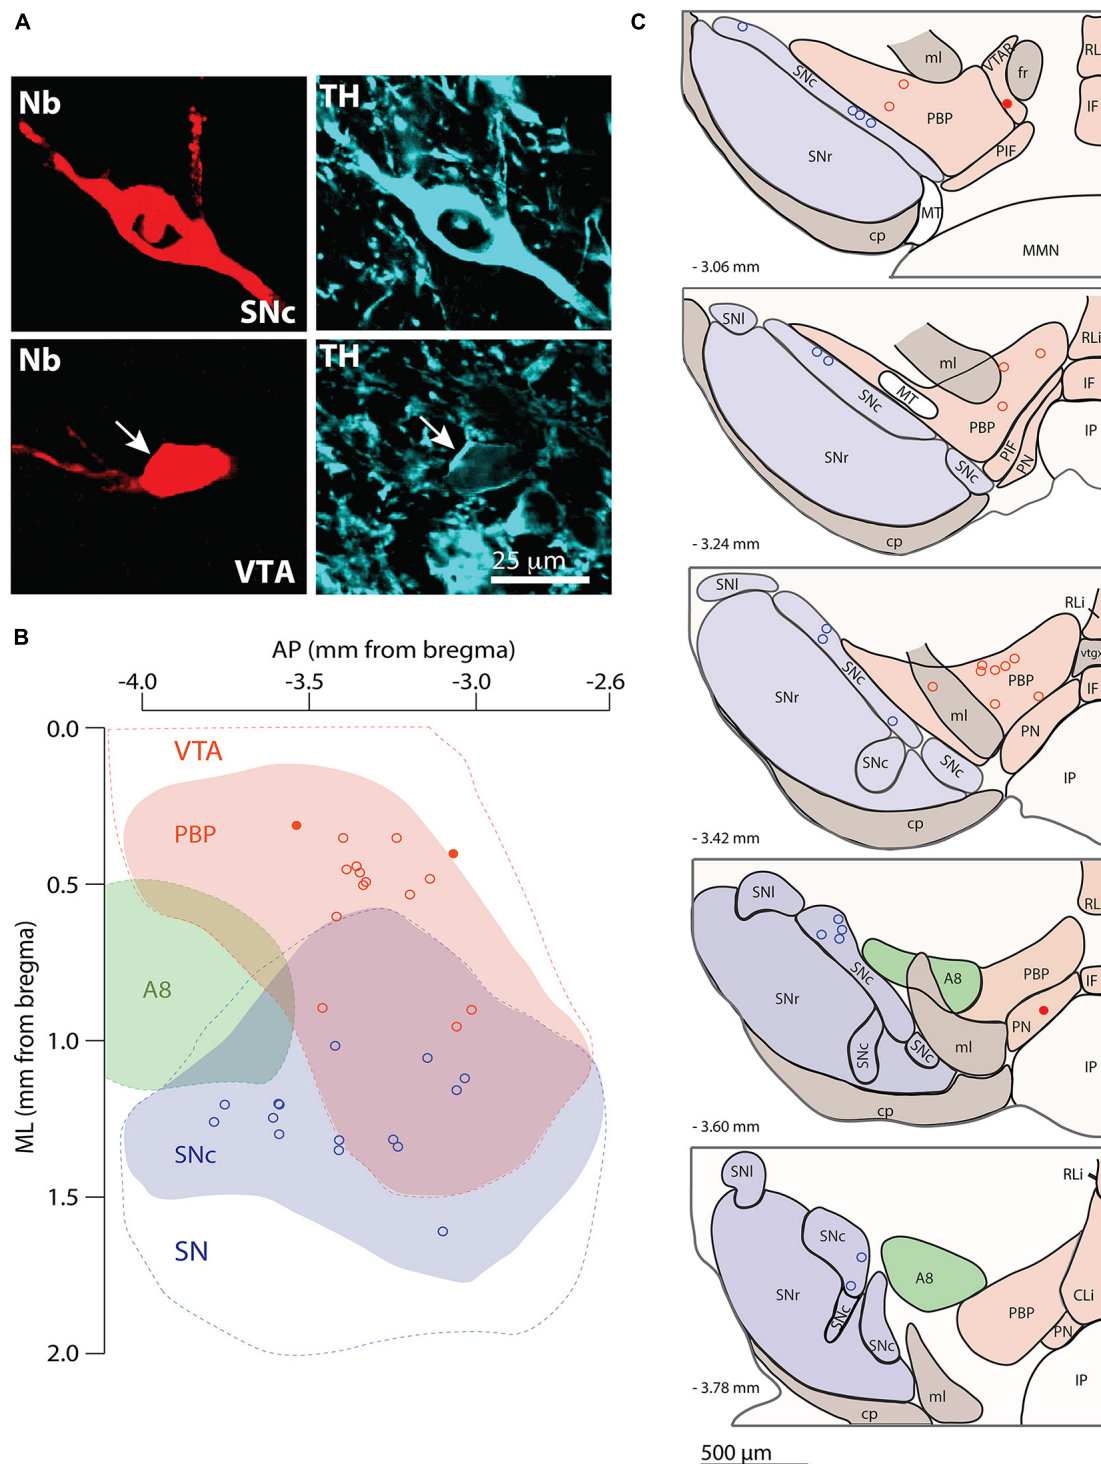 A
Nb
SNc
TH
Nb
VTA
TH
25 µm
B
AP (mm from bregma)
-4.0 -3.5 -3.0 -2.6
ML (mm from bregma)
0.0
0.5
1.0
1.5
2.0
VTA
PBP
A8
SNc
SN
C
ml
VTAR
fr
RL
IF
SNc
PBP
PIF
SNr
MT
cp
MMN
- 3.06 mm
SNl
ml
RLi
IF
MT
SNc
PBP
PIF
PN
IP
SNr
SNc
cp
- 3.24 mm
SNl
RLi
vtgx
SNc
PBP
IF
SNr
ml
PN
SNc
SNc
IP
cp
- 3.42 mm
SNl
RL
SNc
A8
PBP
IF
SNr
PN
SNc
SNc
ml
IP
cp
- 3.60 mm
SNl
RLi
SNc
A8
SNr
PBP
CLi
SNc
SNc
PN
IP
ml
- 3.78 mm
cp
500 µm